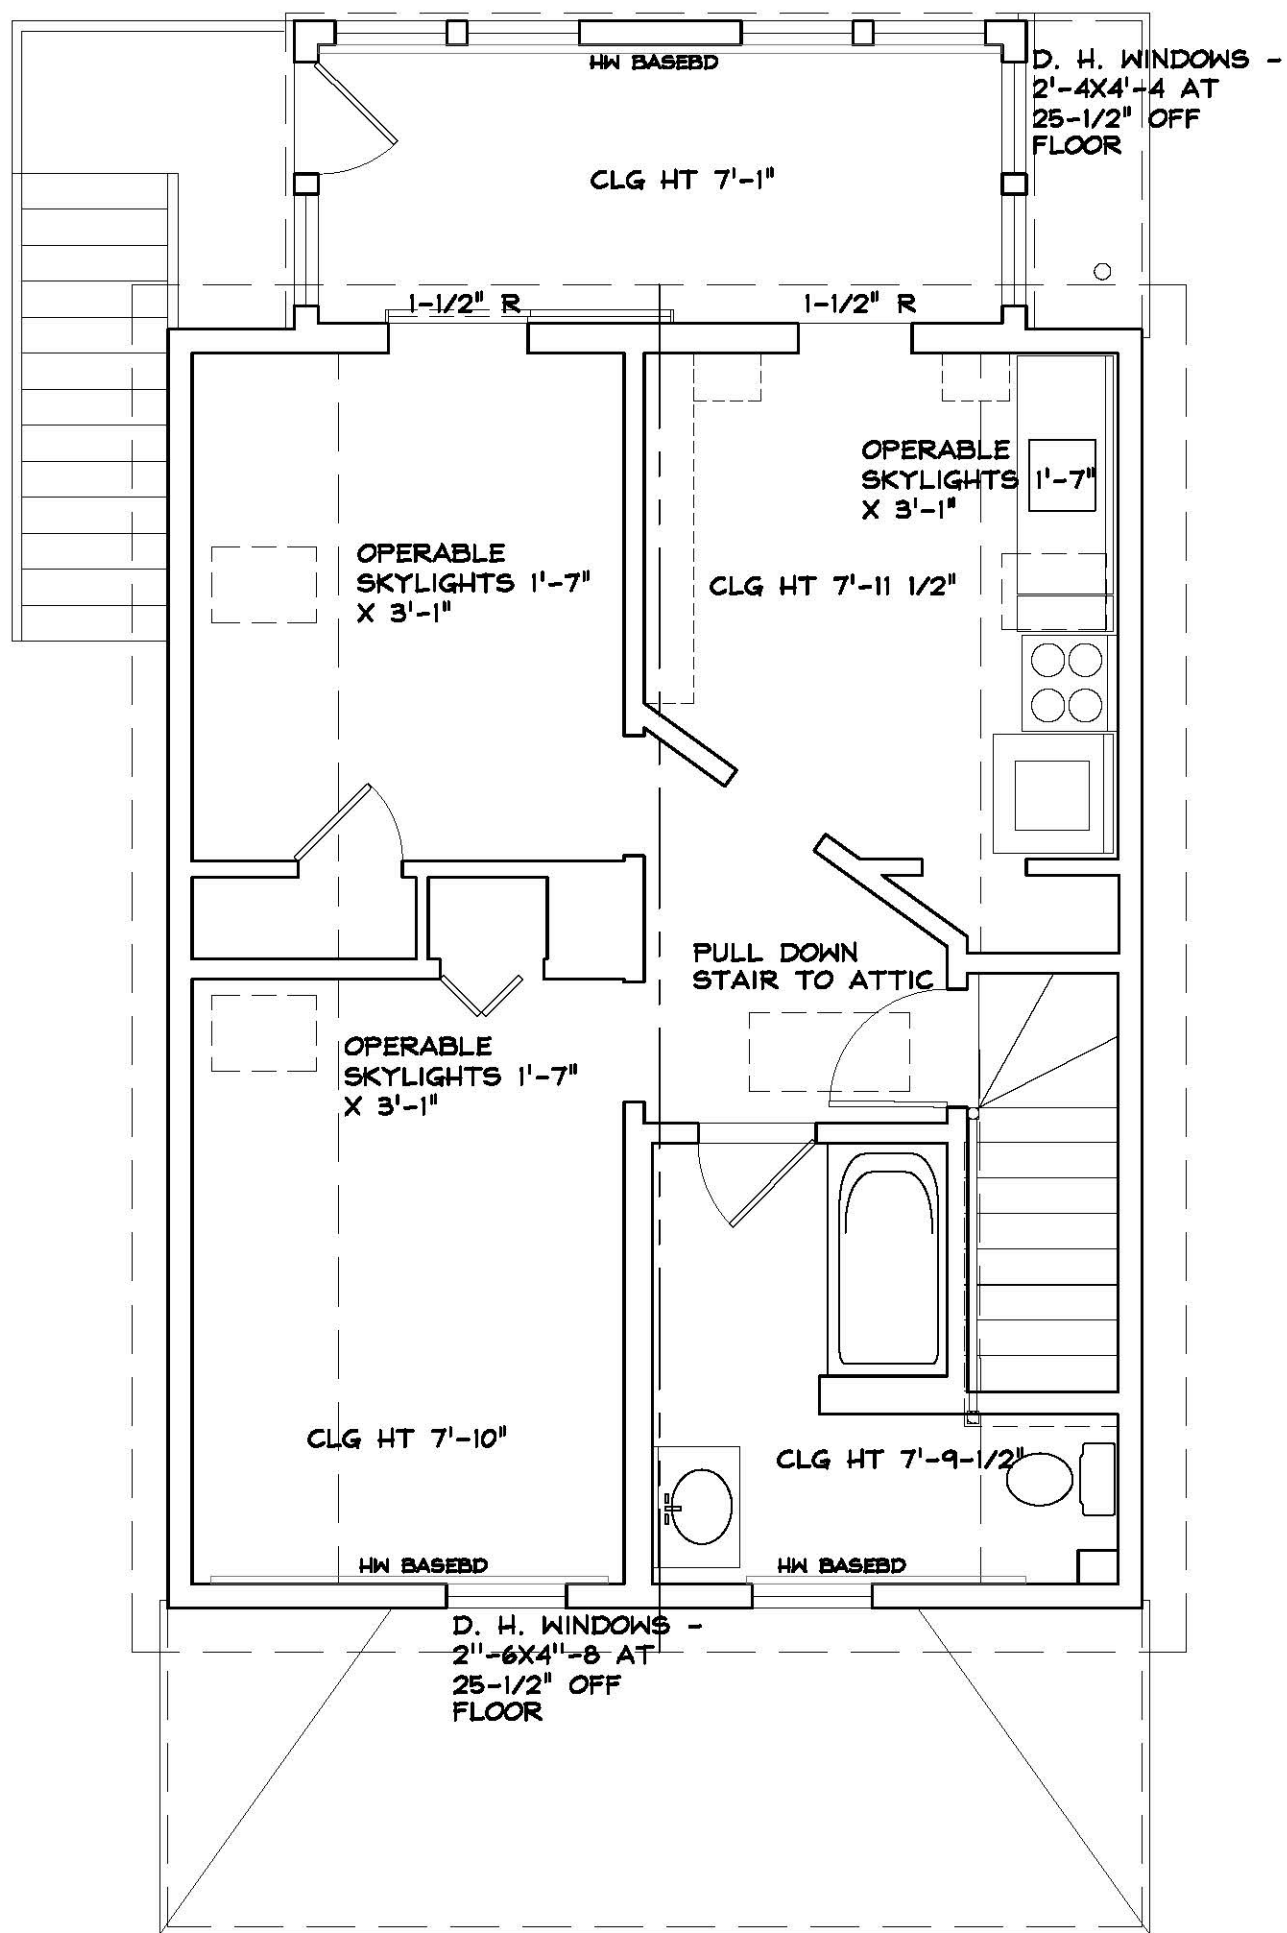 HW BASEBD
D. H. WINDOWS -
2'-4X4'-4 AT
25-1/2" OFF
FLOOR
CLG HT 7'-1"
1-1/2" R
1-1/2" R
OPERABLE
SKYLIGHTS 1'-7"
X 3'-1"
OPERABLE
SKYLIGHTS 1'-7"
X 3'-1"
CLG HT 7'-11 1/2"
PULL DOWN
STAIR TO ATTIC
OPERABLE
SKYLIGHTS 1'-7"
X 3'-1"
CLG HT 7'-10"
CLG HT 7'-9-1/2"
HW BASEBD
HW BASEBD
D. H. WINDOWS -
2"-6X4"-8 AT
25-1/2" OFF
FLOOR